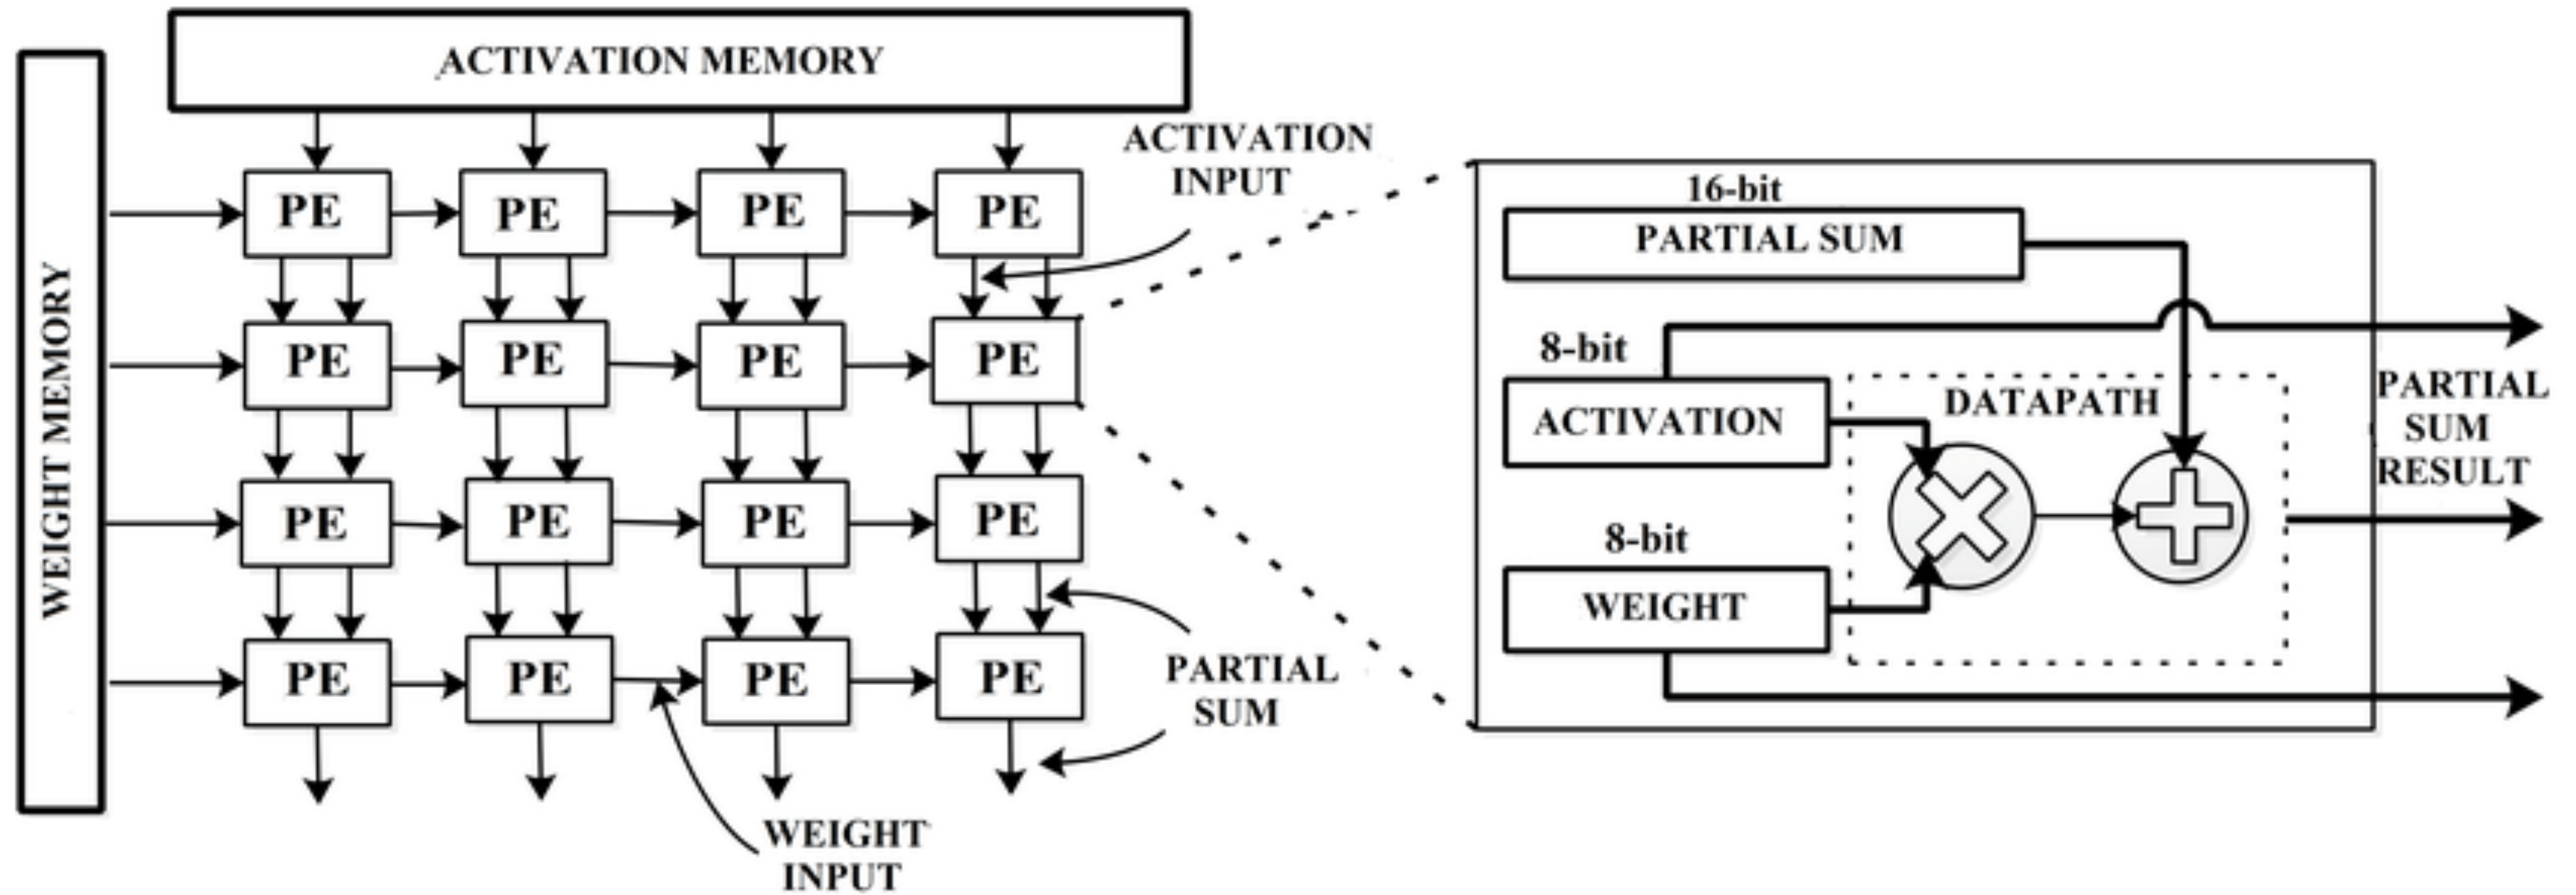 ACTIVATION MEMORY
WEIGHT MEMORY
ACTIVATION
INPUT
PE PE PE PE
PE PE PE PE
PE PE PE PE
PE PE PE PE
PARTIAL
SUM
WEIGHT
INPUT
16-bit
PARTIAL SUM
8-bit
ACTIVATION
DATAPATH
8-bit
WEIGHT
PARTIAL
SUM
RESULT